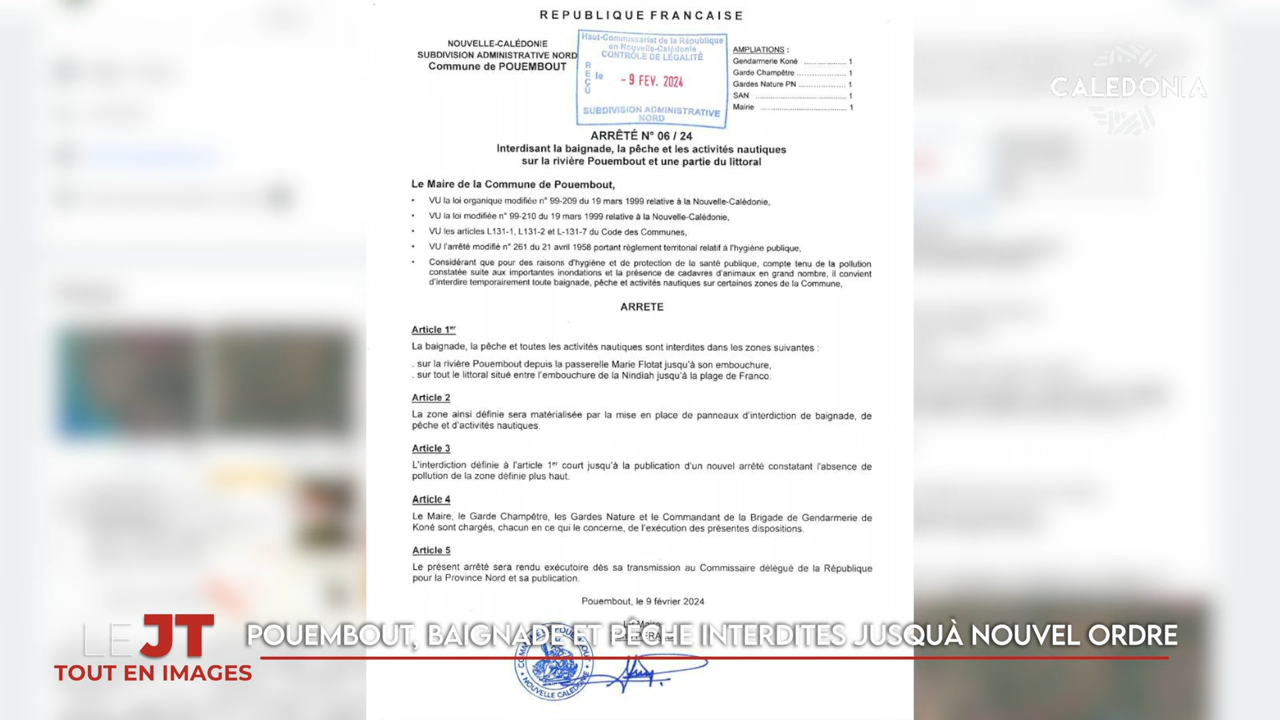 REPUBLIQUE FRANCAISE
NOUVELLE-CALÉDONIE
SUBDIVISION ADMINISTRATIVE NORD
Commune de POUEMBOUT
Haut-Commissariat de la République
en Nouvelle-Calédonie
CONTRÔLE DE LÉGALITÉ
REÇU le
- 9 FEV. 2024
SUBDIVISION ADMINISTRATIVE
NORD
AMPLIATIONS :
Gendarmerie Koné .............. 1
Garde Champêtre ................ 1
Gardes Nature PN ............... 1
SAN .............................. 1
Mairie ............................ 1
CALEDONIA
ARRÊTÉ N° 06 / 24
Interdisant la baignade, la pêche et les activités nautiques
sur la rivière Pouembout et une partie du littoral
Le Maire de la Commune de Pouembout,
• VU la loi organique modifiée n° 99-209 du 19 mars 1999 relative à la Nouvelle-Calédonie,
• VU la loi modifiée n° 99-210 du 19 mars 1999 relative à la Nouvelle-Calédonie,
• VU les articles L131-1, L131-2 et L-131-7 du Code des Communes,
• VU l'arrêté modifié n° 261 du 21 avril 1958 portant règlement territorial relatif à l'hygiène publique,
• Considérant que pour des raisons d'hygiène et de protection de la santé publique, compte tenu de la pollution
constatée suite aux importantes inondations et la présence de cadavres d'animaux en grand nombre, il convient
d'interdire temporairement toute baignade, pêche et activités nautiques sur certaines zones de la Commune,
ARRETE
Article 1er
La baignade, la pêche et toutes les activités nautiques sont interdites dans les zones suivantes :
. sur la rivière Pouembout depuis la passerelle Marie Flotat jusqu'à son embouchure,
. sur tout le littoral situé entre l'embouchure de la Nindiah jusqu'à la plage de Franco.
Article 2
La zone ainsi définie sera matérialisée par la mise en place de panneaux d'interdiction de baignade, de
pêche et d'activités nautiques.
Article 3
L'interdiction définie à l'article 1er court jusqu'à la publication d'un nouvel arrêté constatant l'absence de
pollution de la zone définie plus haut.
Article 4
Le Maire, le Garde Champêtre, les Gardes Nature et le Commandant de la Brigade de Gendarmerie de
Koné sont chargés, chacun en ce qui le concerne, de l'exécution des présentes dispositions.
Article 5
Le présent arrêté sera rendu exécutoire dès sa transmission au Commissaire délégué de la République
pour la Province Nord et sa publication.
Pouembout, le 9 février 2024
LE JT
TOUT EN IMAGES
POUEMBOUT, BAIGNADE ET PÊCHE INTERDITES JUSQUÀ NOUVEL ORDRE
NOUVELLE CALÉDONIE